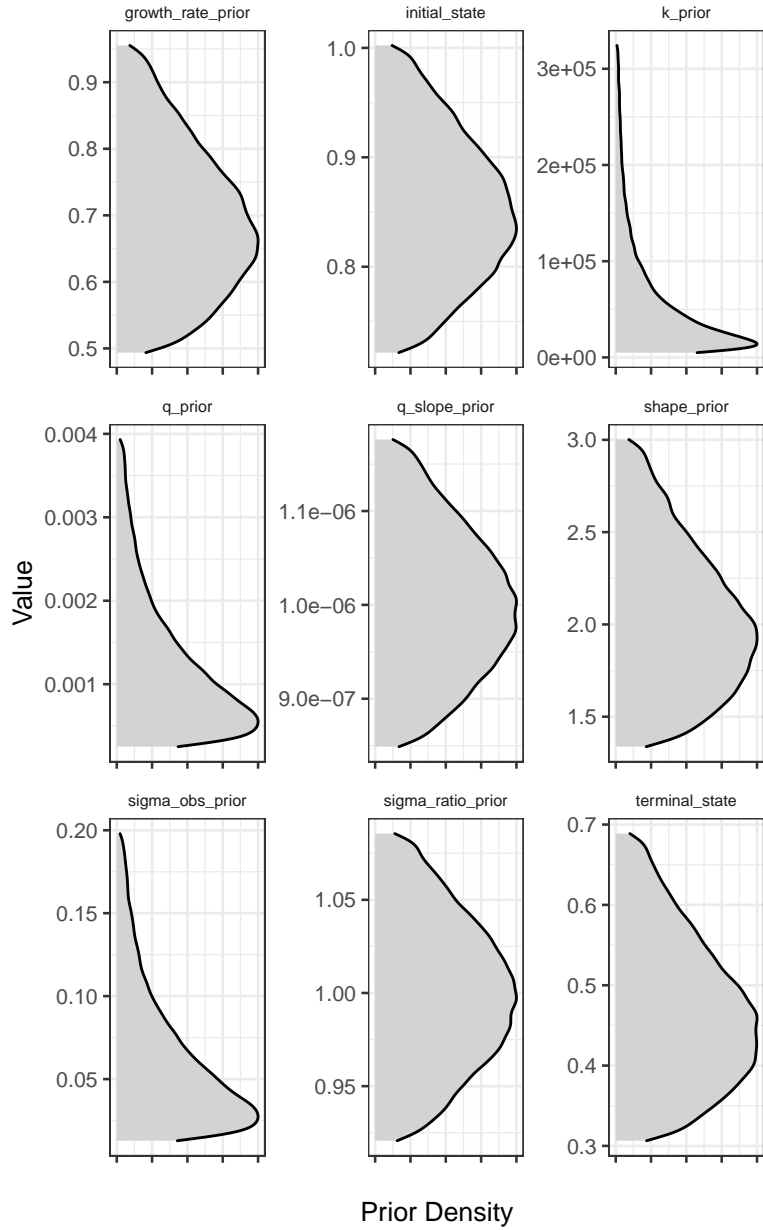 growth_rate_prior initial_state k_prior
0.9
0.8
0.7
0.6
0.5
1.0
0.9
0.8
3e+05
2e+05
1e+05
0e+00
q_prior q_slope_prior shape_prior
0.004
0.003
0.002
0.001
1.1e−06
1.0e−06
9.0e−07
3.0
2.5
2.0
1.5
sigma_obs_prior sigma_ratio_prior terminal_state
0.20
0.15
0.10
0.05
1.05
1.00
0.95
0.7
0.6
0.5
0.4
0.3
Value
Prior Density